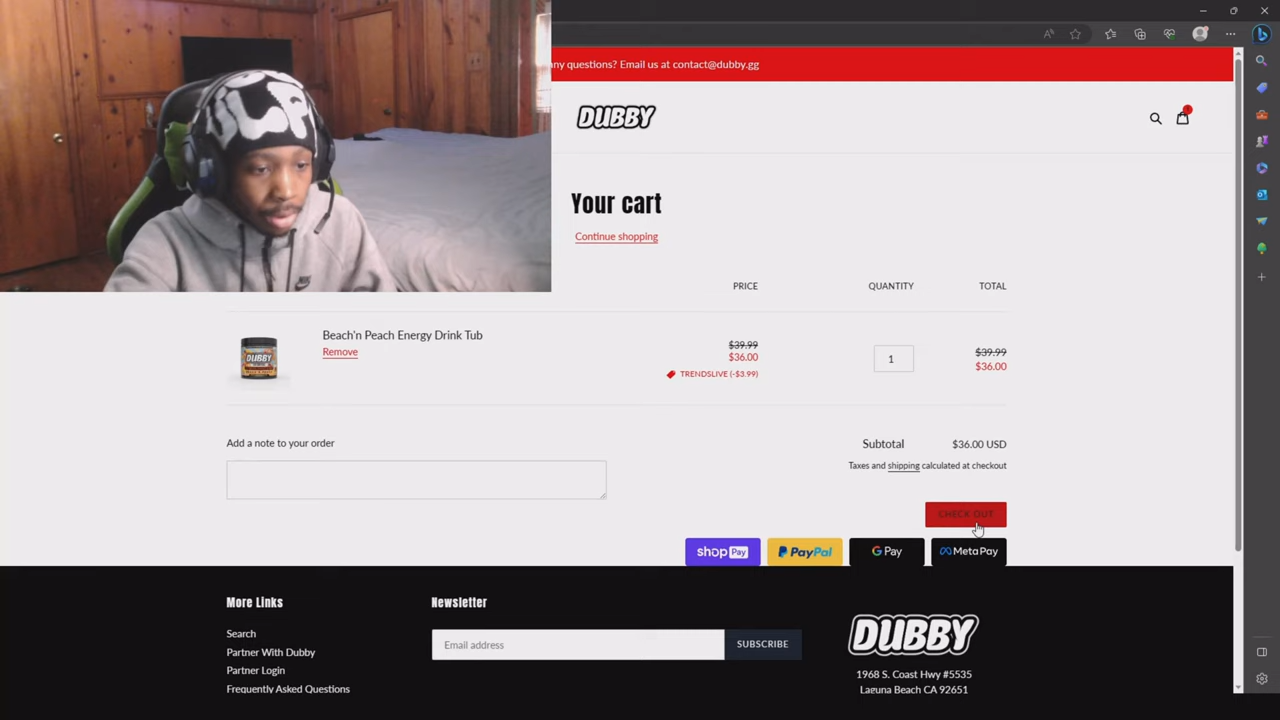 ny questions? Email us at contact@dubby.gg
DUBBY
Your cart
Continue shopping
PRICE
QUANTITY
TOTAL
Beach'n Peach Energy Drink Tub
Remove
$39.99
$36.00
TRENDSLIVE (-$3.99)
1
$39.99
$36.00
DUBBY
Add a note to your order
Subtotal
$36.00 USD
Taxes and shipping calculated at checkout
CHECK OUT
shop Pay
PayPal
G Pay
Meta Pay
More Links
Search
Partner With Dubby
Partner Login
Frequently Asked Questions
Newsletter
Email address
SUBSCRIBE
DUBBY
1968 S. Coast Hwy #5535
Laguna Beach CA 92651